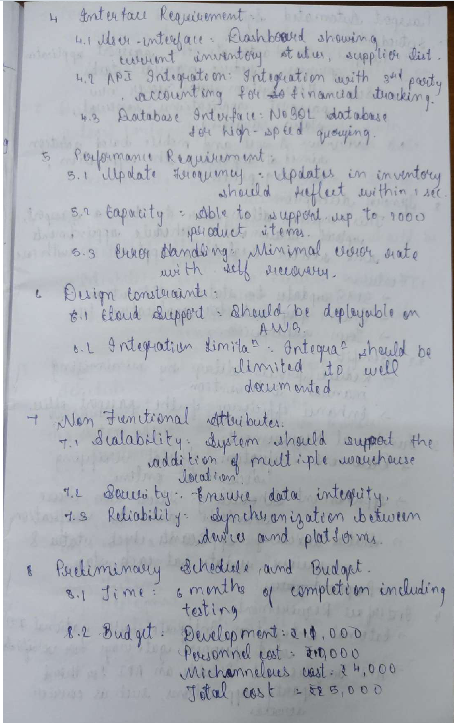 4 Interface Requirement
4.1 User-interface : Dashboard showing
current inventory status, supplier list.
4.2 API Integration : Integration with 3rd party
accounting for financial tracking.
4.3 Database Interface : NoSQL database
for high-speed querying.
5 Performance Requirement :
5.1 Update Frequency : Updates in inventory
should reflect within 1 sec.
5.2 Capacity : Able to support up to 1000
product items.
5.3 Error Handling : Minimal error rate
with self recovery.
6 Design Constraints :
6.1 Cloud Support : Should be deployable on
AWS.
6.2 Integration Limitaⁿ : Integraⁿ should be
limited to well
documented
7 Non Functional Attributes.
7.1 Scalability : System should support the
addition of multiple warehouse
location.
7.2 Security : Ensure data integrity.
7.3 Reliability : Synchronization between
device and platforms.
8 Preliminary Schedule and Budget.
8.1 Time : 6 months of completion including
testing
8.2 Budget : Development :
Personnel cost =
cost : ₹4,000
Total cost = ₹25,000